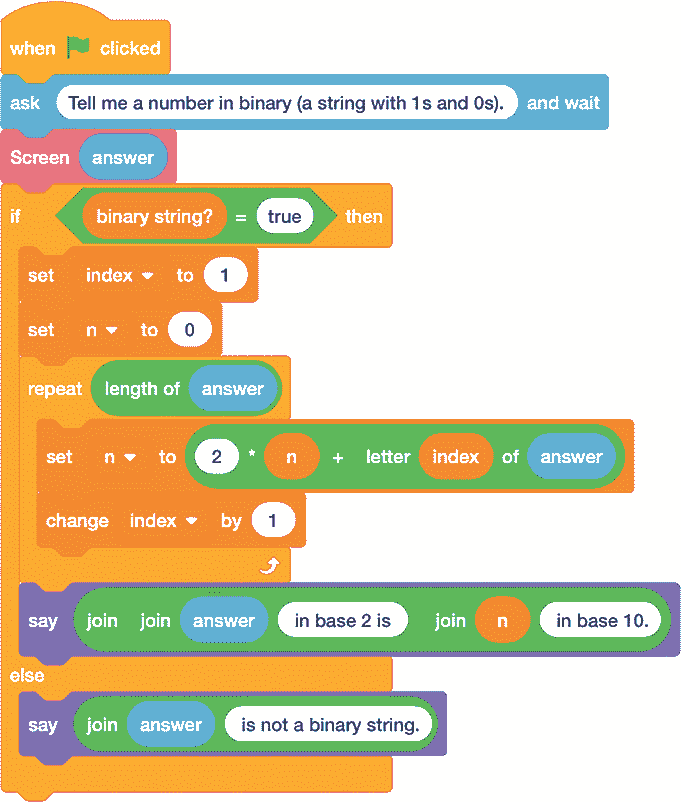 when clicked
ask Tell me a number in binary (a string with 1s and 0s). and wait
Screen answer
if binary string? = true then
set index to 1
set n to 0
repeat length of answer
set n to 2 * n + letter index of answer
change index by 1
say join join answer in base 2 is join n in base 10.
else
say join answer is not a binary string.